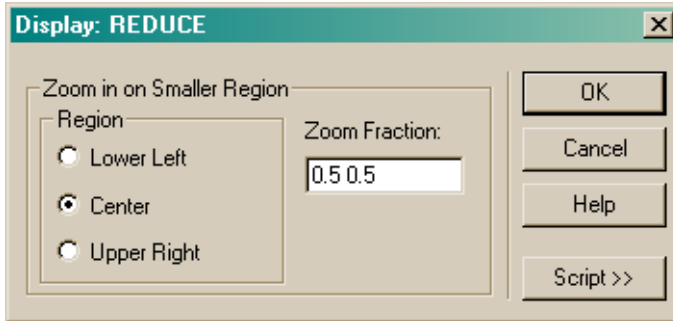 Display: REDUCE
Zoom in on Smaller Region
Region
Lower Left
Center
Upper Right
Zoom Fraction:
0.5 0.5
OK
Cancel
Help
Script >>